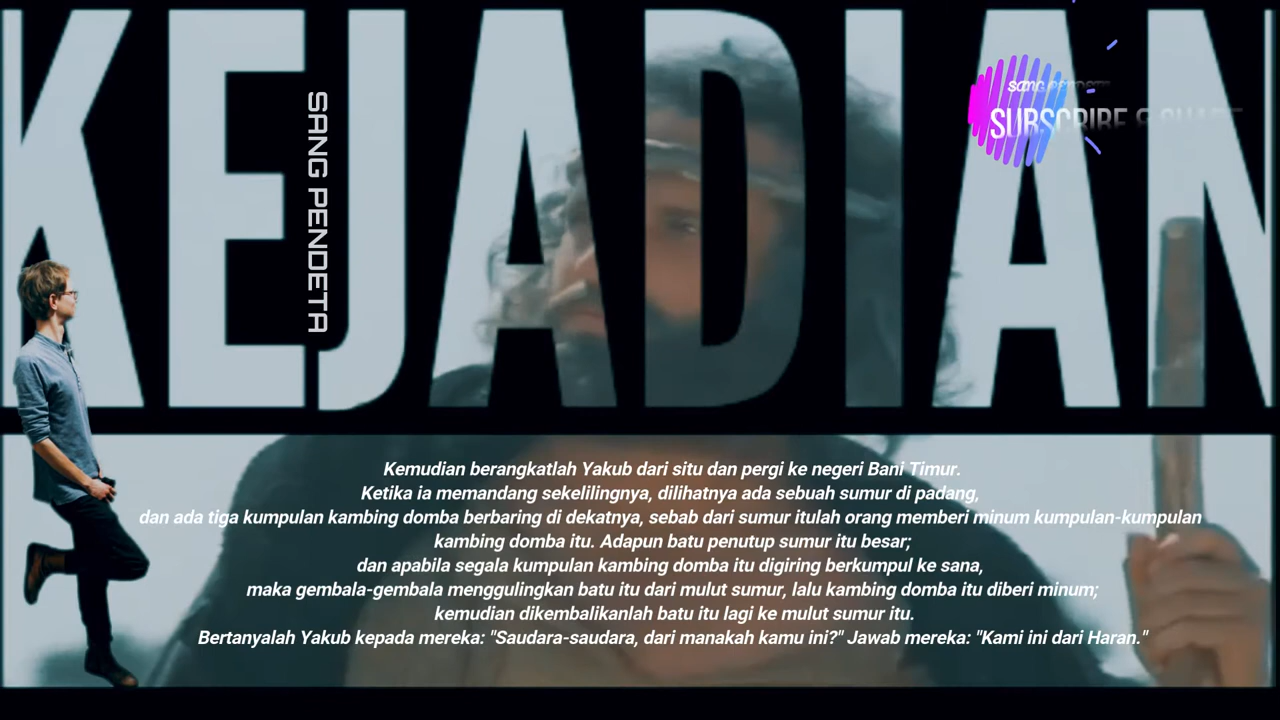 KEJADIAN
SANG PENDETA
sang
SUBSCRIBE &
Kemudian berangkatlah Yakub dari situ dan pergi ke negeri Bani Timur.
Ketika ia memandang sekelilingnya, dilihatnya ada sebuah sumur di padang,
dan ada tiga kumpulan kambing domba berbaring di dekatnya, sebab dari sumur itulah orang memberi minum kumpulan-kumpulan
kambing domba itu. Adapun batu penutup sumur itu besar;
dan apabila segala kumpulan kambing domba itu digiring berkumpul ke sana,
maka gembala-gembala menggulingkan batu itu dari mulut sumur, lalu kambing domba itu diberi minum;
kemudian dikembalikanlah batu itu lagi ke mulut sumur itu.
Bertanyalah Yakub kepada mereka: "Saudara-saudara, dari manakah kamu ini?" Jawab mereka: "Kami ini dari Haran."